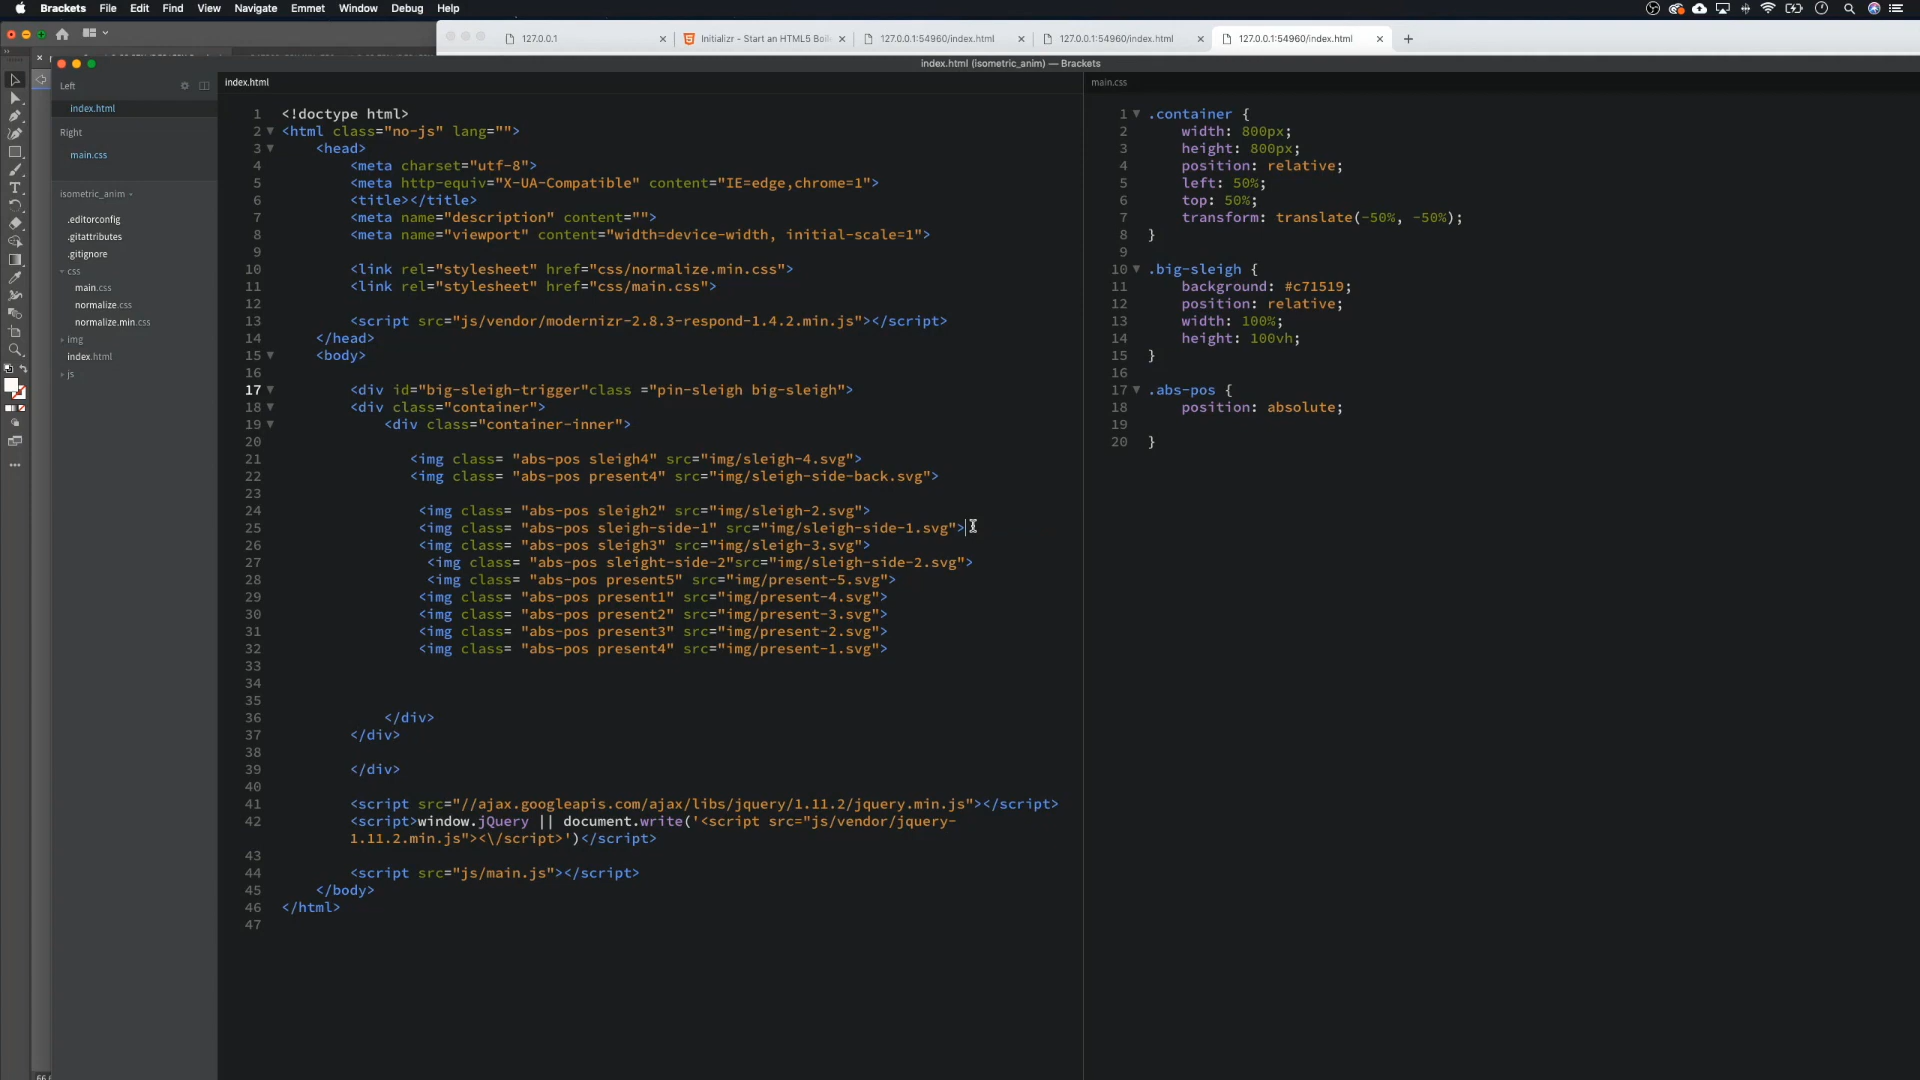 Brackets File Edit Find View Navigate Emmet Window Debug Help
127.0.0.1
Initializr - Start an HTML5 Boil
127.0.0.1:54960/index.html
127.0.0.1:54960/index.html
127.0.0.1:54960/index.html
index.html (isometric_anim) — Brackets
Left
index.html
Right
main.css
isometric_anim
.editorconfig
.gitattributes
.gitignore
css
main.css
normalize.css
normalize.min.css
img
index.html
js
index.html
1 <!doctype html>
2 <html class="no-js" lang="">
3 <head>
4 <meta charset="utf-8">
5 <meta http-equiv="X-UA-Compatible" content="IE=edge,chrome=1">
6 <title></title>
7 <meta name="description" content="">
8 <meta name="viewport" content="width=device-width, initial-scale=1">
9
10 <link rel="stylesheet" href="css/normalize.min.css">
11 <link rel="stylesheet" href="css/main.css">
12
13 <script src="js/vendor/modernizr-2.8.3-respond-1.4.2.min.js"></script>
14 </head>
15 <body>
16
17 <div id="big-sleigh-trigger"class ="pin-sleigh big-sleigh">
18 <div class="container">
19 <div class="container-inner">
20
21 <img class= "abs-pos sleigh4" src="img/sleigh-4.svg">
22 <img class= "abs-pos present4" src="img/sleigh-side-back.svg">
23
24 <img class= "abs-pos sleigh2" src="img/sleigh-2.svg">
25 <img class= "abs-pos sleigh-side-1" src="img/sleigh-side-1.svg">
26 <img class= "abs-pos sleigh3" src="img/sleigh-3.svg">
27 <img class= "abs-pos sleight-side-2"src="img/sleigh-side-2.svg">
28 <img class= "abs-pos present5" src="img/present-5.svg">
29 <img class= "abs-pos present1" src="img/present-4.svg">
30 <img class= "abs-pos present2" src="img/present-3.svg">
31 <img class= "abs-pos present3" src="img/present-2.svg">
32 <img class= "abs-pos present4" src="img/present-1.svg">
33
34
35
36 </div>
37 </div>
38
39 </div>
40
41 <script src="//ajax.googleapis.com/ajax/libs/jquery/1.11.2/jquery.min.js"></script>
42 <script>window.jQuery || document.write('<script src="js/vendor/jquery-
1.11.2.min.js"><\/script>')</script>
43
44 <script src="js/main.js"></script>
45 </body>
46 </html>
47
main.css
1 .container {
2 width: 800px;
3 height: 800px;
4 position: relative;
5 left: 50%;
6 top: 50%;
7 transform: translate(-50%, -50%);
8 }
9
10 .big-sleigh {
11 background: #c71519;
12 position: relative;
13 width: 100%;
14 height: 100vh;
15 }
16
17 .abs-pos {
18 position: absolute;
19
20 }